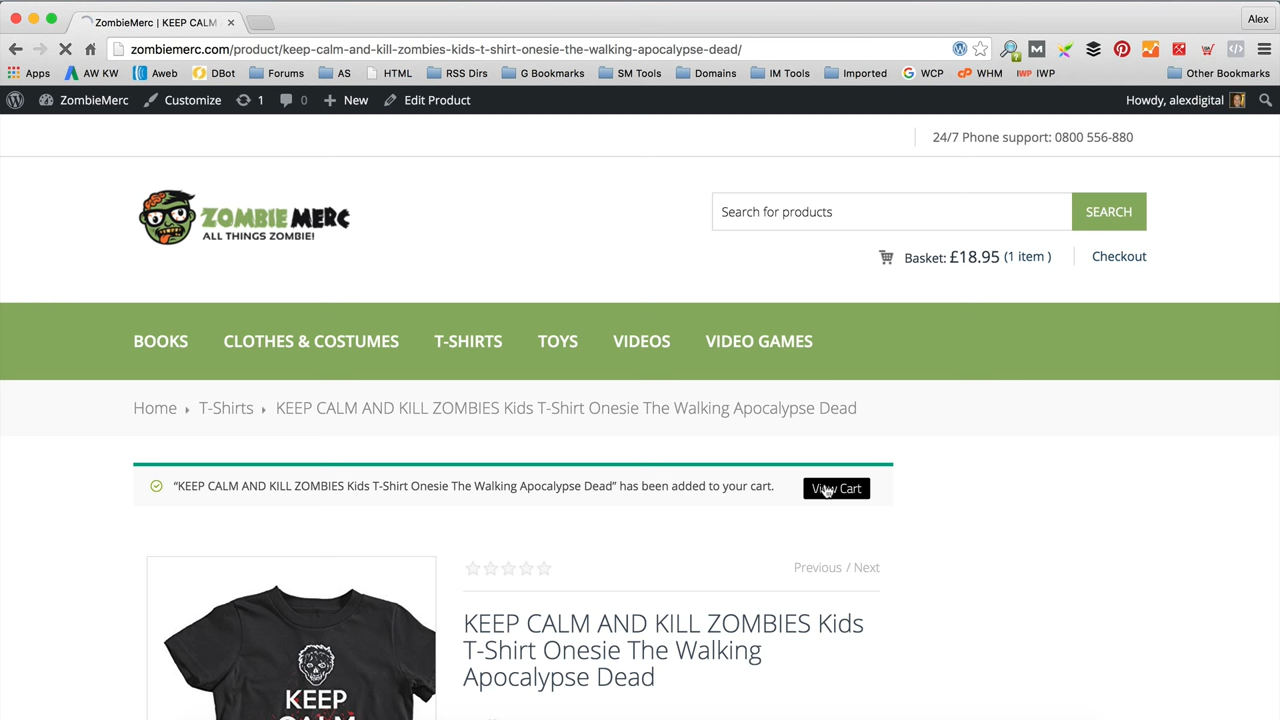 ZombieMerc | KEEP CALM
Alex
zombiemerc.com/product/keep-calm-and-kill-zombies-kids-t-shirt-onesie-the-walking-apocalypse-dead/
Apps AW KW Aweb DBot Forums AS HTML RSS Dirs G Bookmarks SM Tools Domains IM Tools Imported WCP WHM IWP IWP Other Bookmarks
ZombieMerc Customize 1 0 New Edit Product Howdy, alexdigital
24/7 Phone support: 0800 556-880
ZOMBIE MERC
ALL THINGS ZOMBIE!
Search for products SEARCH
Basket: £18.95 (1 item ) Checkout
BOOKS CLOTHES & COSTUMES T-SHIRTS TOYS VIDEOS VIDEO GAMES
Home T-Shirts KEEP CALM AND KILL ZOMBIES Kids T-Shirt Onesie The Walking Apocalypse Dead
“KEEP CALM AND KILL ZOMBIES Kids T-Shirt Onesie The Walking Apocalypse Dead” has been added to your cart. View Cart
Previous / Next
KEEP CALM AND KILL ZOMBIES Kids
T-Shirt Onesie The Walking
Apocalypse Dead
KEEP
CALM